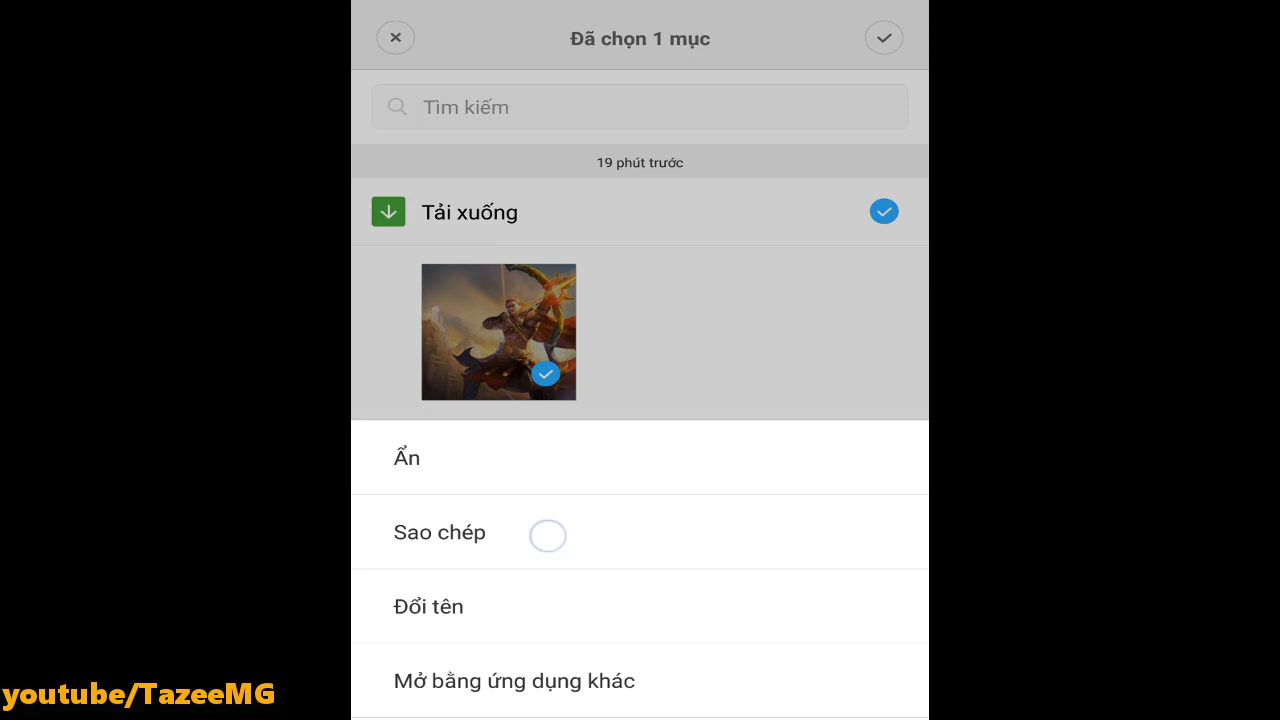 Đã chọn 1 mục
Tìm kiếm
19 phút trước
Tải xuống
Ẩn
Sao chép
Đổi tên
Mở bằng ứng dụng khác
youtube/TazeeMG